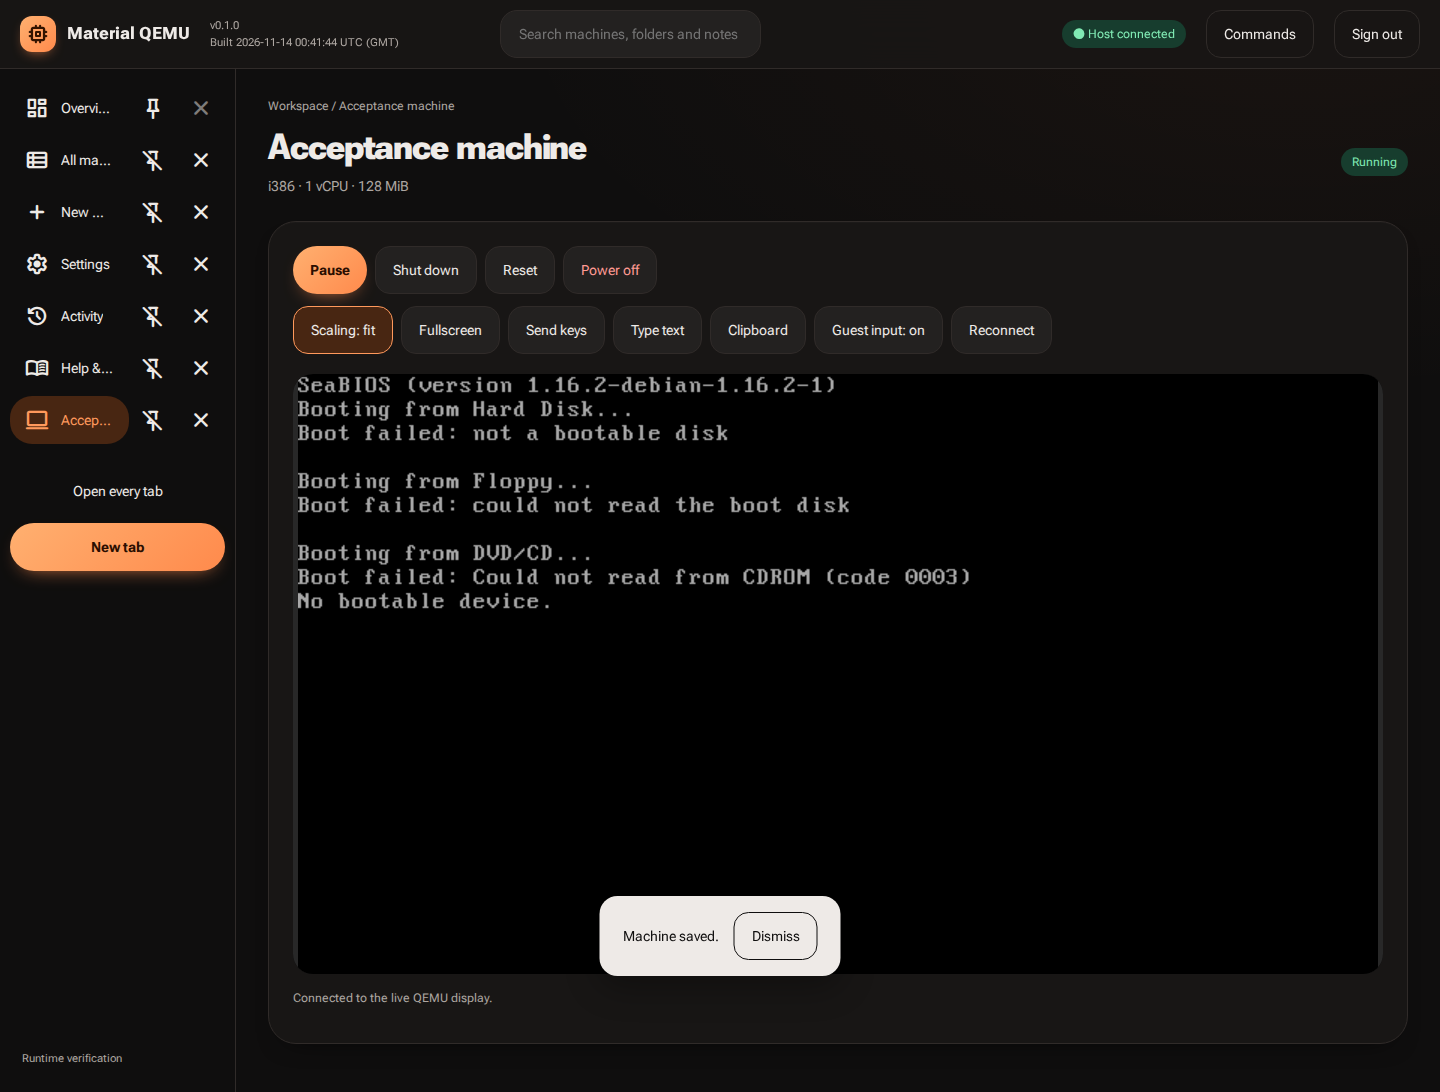 Material QEMU
v0.1.0
Built 2026-11-14 00:41:44 UTC (GMT)
Search machines, folders and notes
Host connected
Commands
Sign out
Overvi...
All ma...
New ...
Settings
Activity
Help &...
Accep...
Open every tab
New tab
Runtime verification
Workspace / Acceptance machine
Acceptance machine
i386 · 1 vCPU · 128 MiB
Running
Pause
Shut down
Reset
Power off
Scaling: fit
Fullscreen
Send keys
Type text
Clipboard
Guest input: on
Reconnect
SeaBIOS (version 1.16.2-debian-1.16.2-1)
Booting from Hard Disk...
Boot failed: not a bootable disk
Booting from Floppy...
Boot failed: could not read the boot disk
Booting from DVD/CD...
Boot failed: Could not read from CDROM (code 0003)
No bootable device.
Machine saved.
Dismiss
Connected to the live QEMU display.